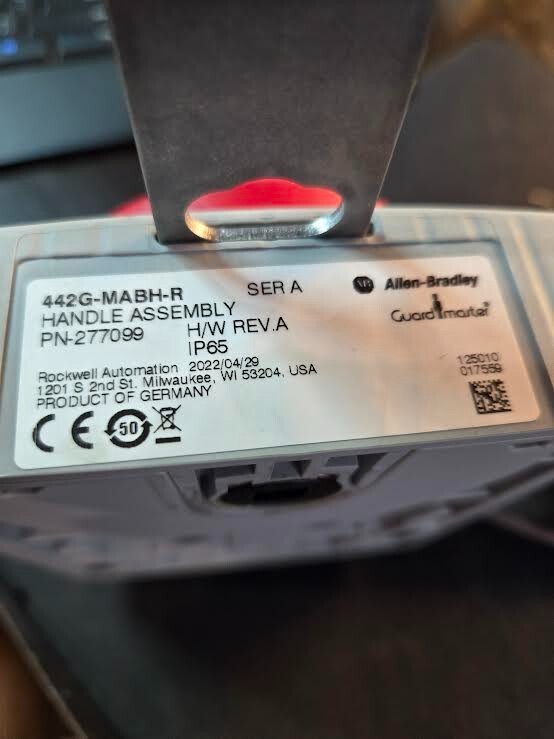 442G-MABH-R SER A
HANDLE ASSEMBLY
PN-277099 H/W REV.A
IP65
Rockwell Automation 2022/04/29
1201 S 2nd St. Milwaukee, WI 53204, USA
PRODUCT OF GERMANY
CE 50
AB Allen-Bradley
Guardmaster
125010
017559